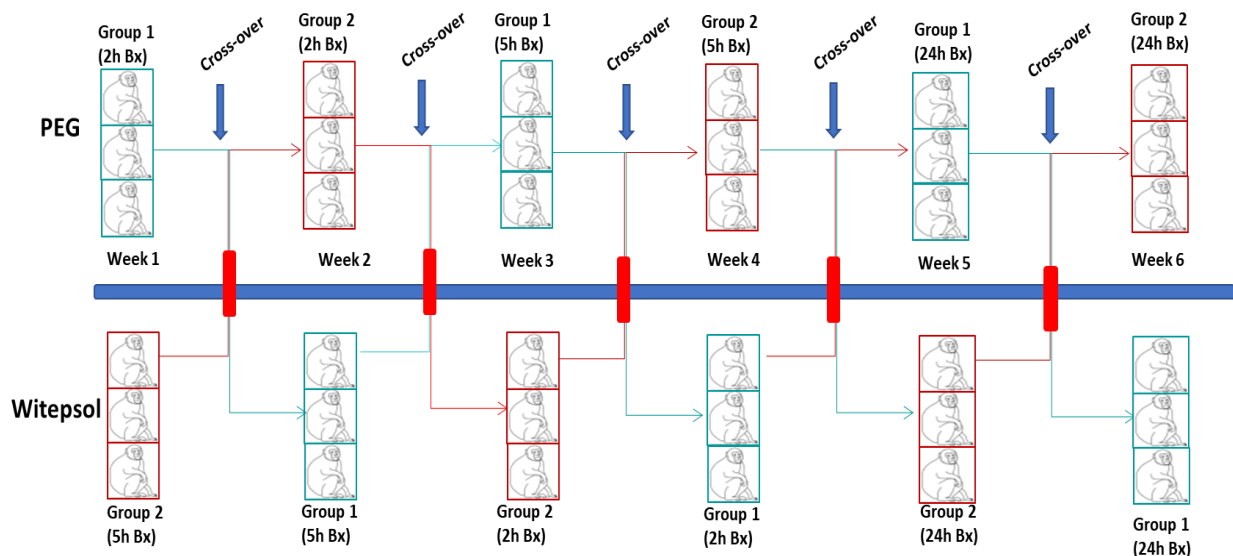 Group 1
(2h Bx)
Cross-over
Group 2
(2h Bx)
Cross-over
Group 1
(5h Bx)
Cross-over
Group 2
(5h Bx)
Cross-over
Group 1
(24h Bx)
Cross-over
Group 2
(24h Bx)
PEG
Week 1
Week 2
Week 3
Week 4
Week 5
Week 6
Witepsol
Group 2
(5h Bx)
Group 1
(5h Bx)
Group 2
(2h Bx)
Group 1
(2h Bx)
Group 2
(24h Bx)
Group 1
(24h Bx)